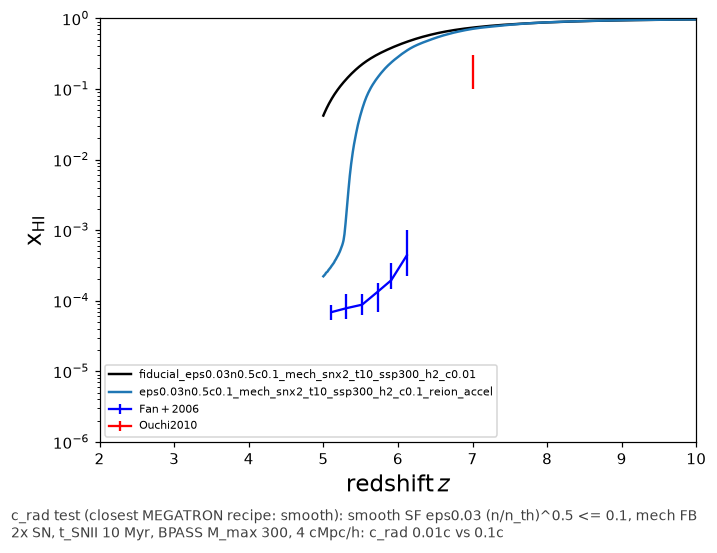 10^0
10^-1
10^-2
10^-3
10^-4
10^-5
10^-6
x_HI
fiducial_eps0.03n0.5c0.1_mech_snx2_t10_ssp300_h2_c0.01
eps0.03n0.5c0.1_mech_snx2_t10_ssp300_h2_c0.1_reion_accel
Fan+2006
Ouchi2010
2 3 4 5 6 7 8 9 10
redshift z
c_rad test (closest MEGATRON recipe: smooth): smooth SF eps0.03 (n/n_th)^0.5 <= 0.1, mech FB
2x SN, t_SNII 10 Myr, BPASS M_max 300, 4 cMpc/h: c_rad 0.01c vs 0.1c